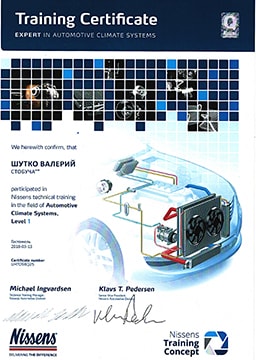 Training Certificate
EXPERT IN AUTOMOTIVE CLIMATE SYSTEMS
We herewith confirm, that
ШУТКО ВАЛЕРИЙ
participated in
Nissens technical training
in the field of Automotive
Climate Systems,
Level 1
Certificate number
Michael Ingvardsen
Klavs T. Pedersen
Nissens
DELIVERING THE DIFFERENCE
Nissens
Training
Concept